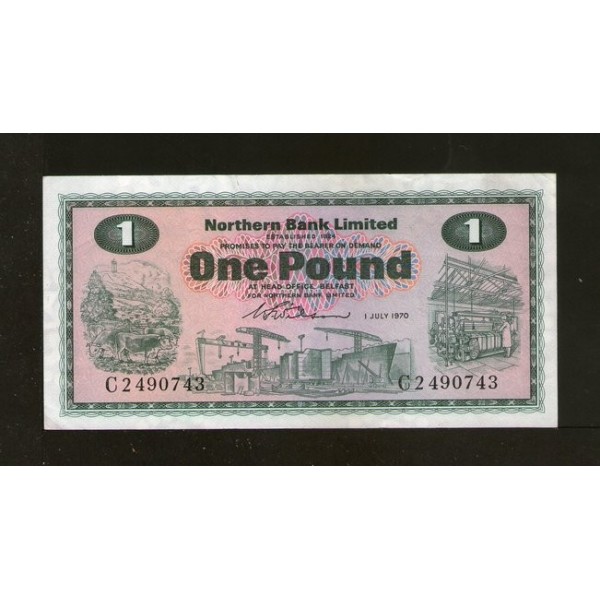 1
1
Northern Bank Limited
ESTABLISHED 1824
PROMISES TO PAY THE BEARER ON DEMAND
One Pound
AT HEAD OFFICE, BELFAST
FOR NORTHERN BANK LIMITED
1 JULY 1970
C2490743
C2490743